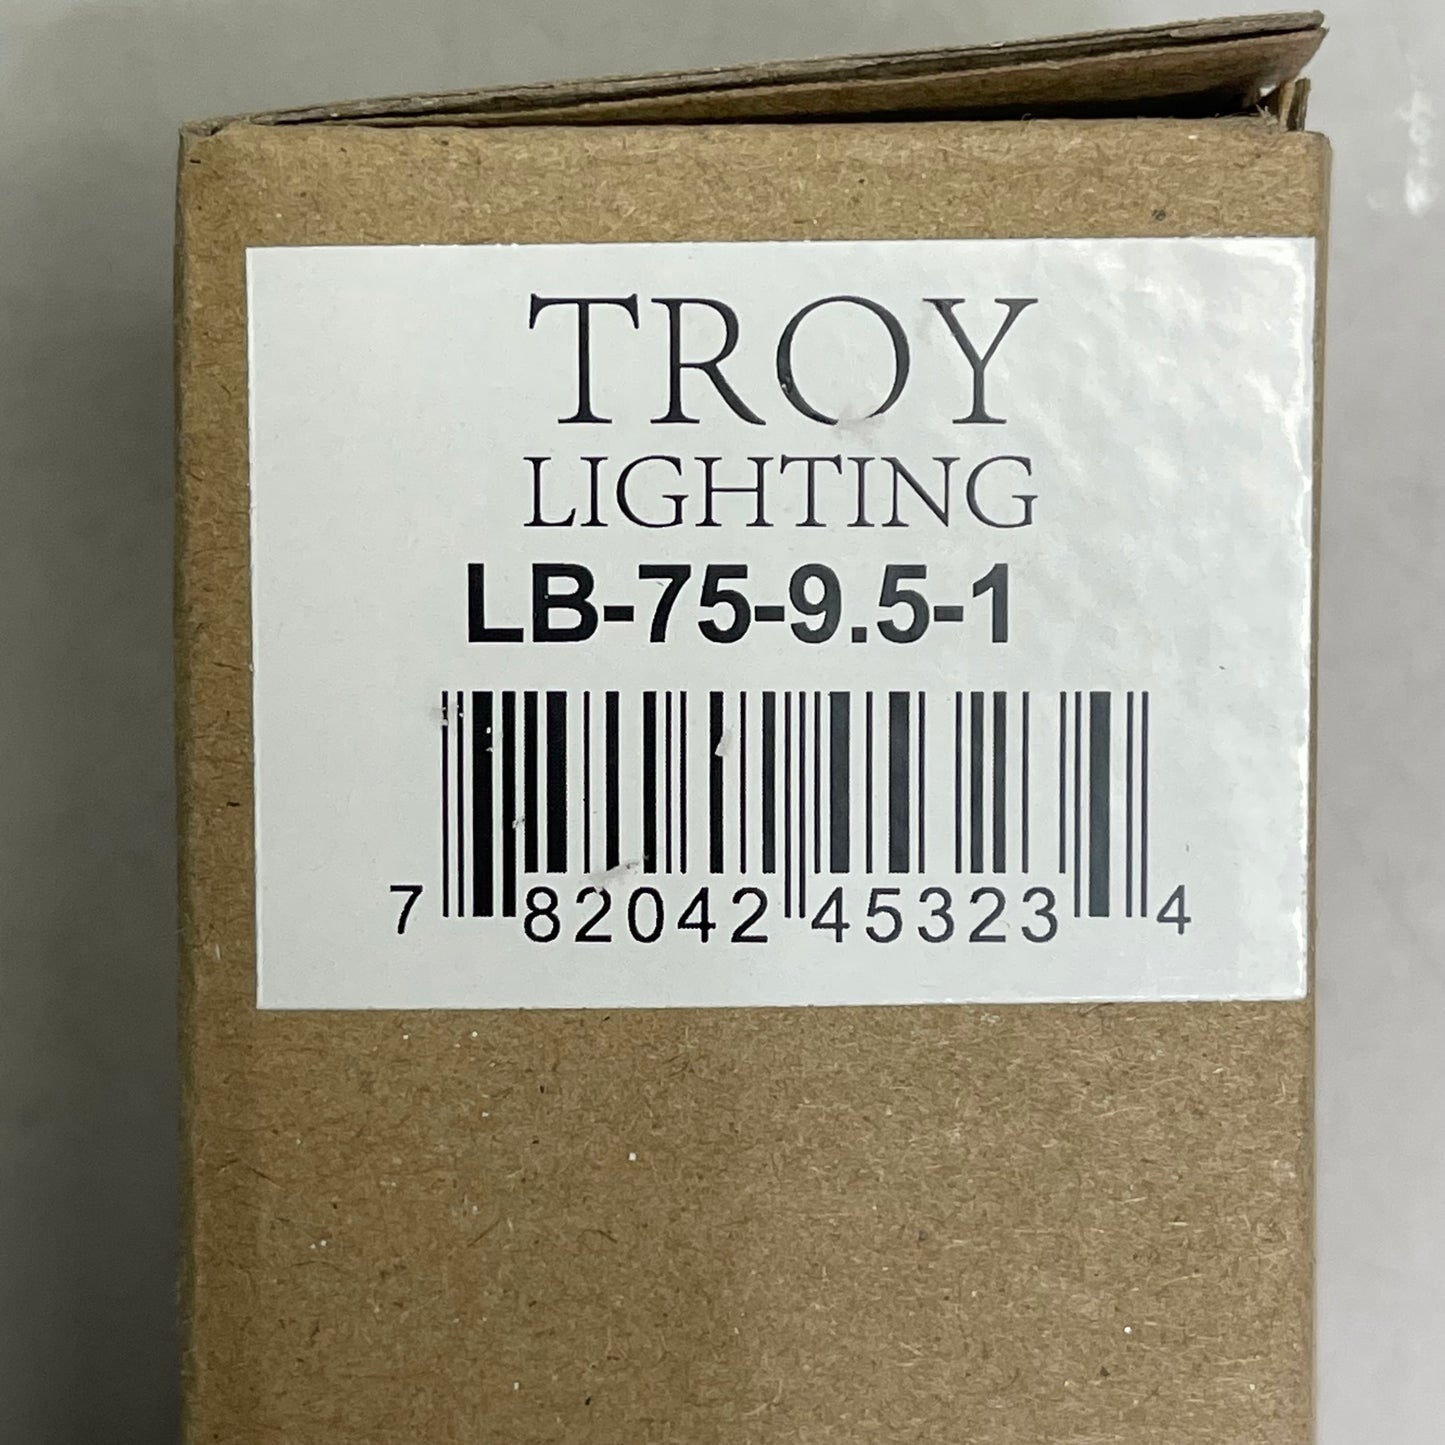 TROY
LIGHTING
LB-75-9.5-1
7 82042 45323 4